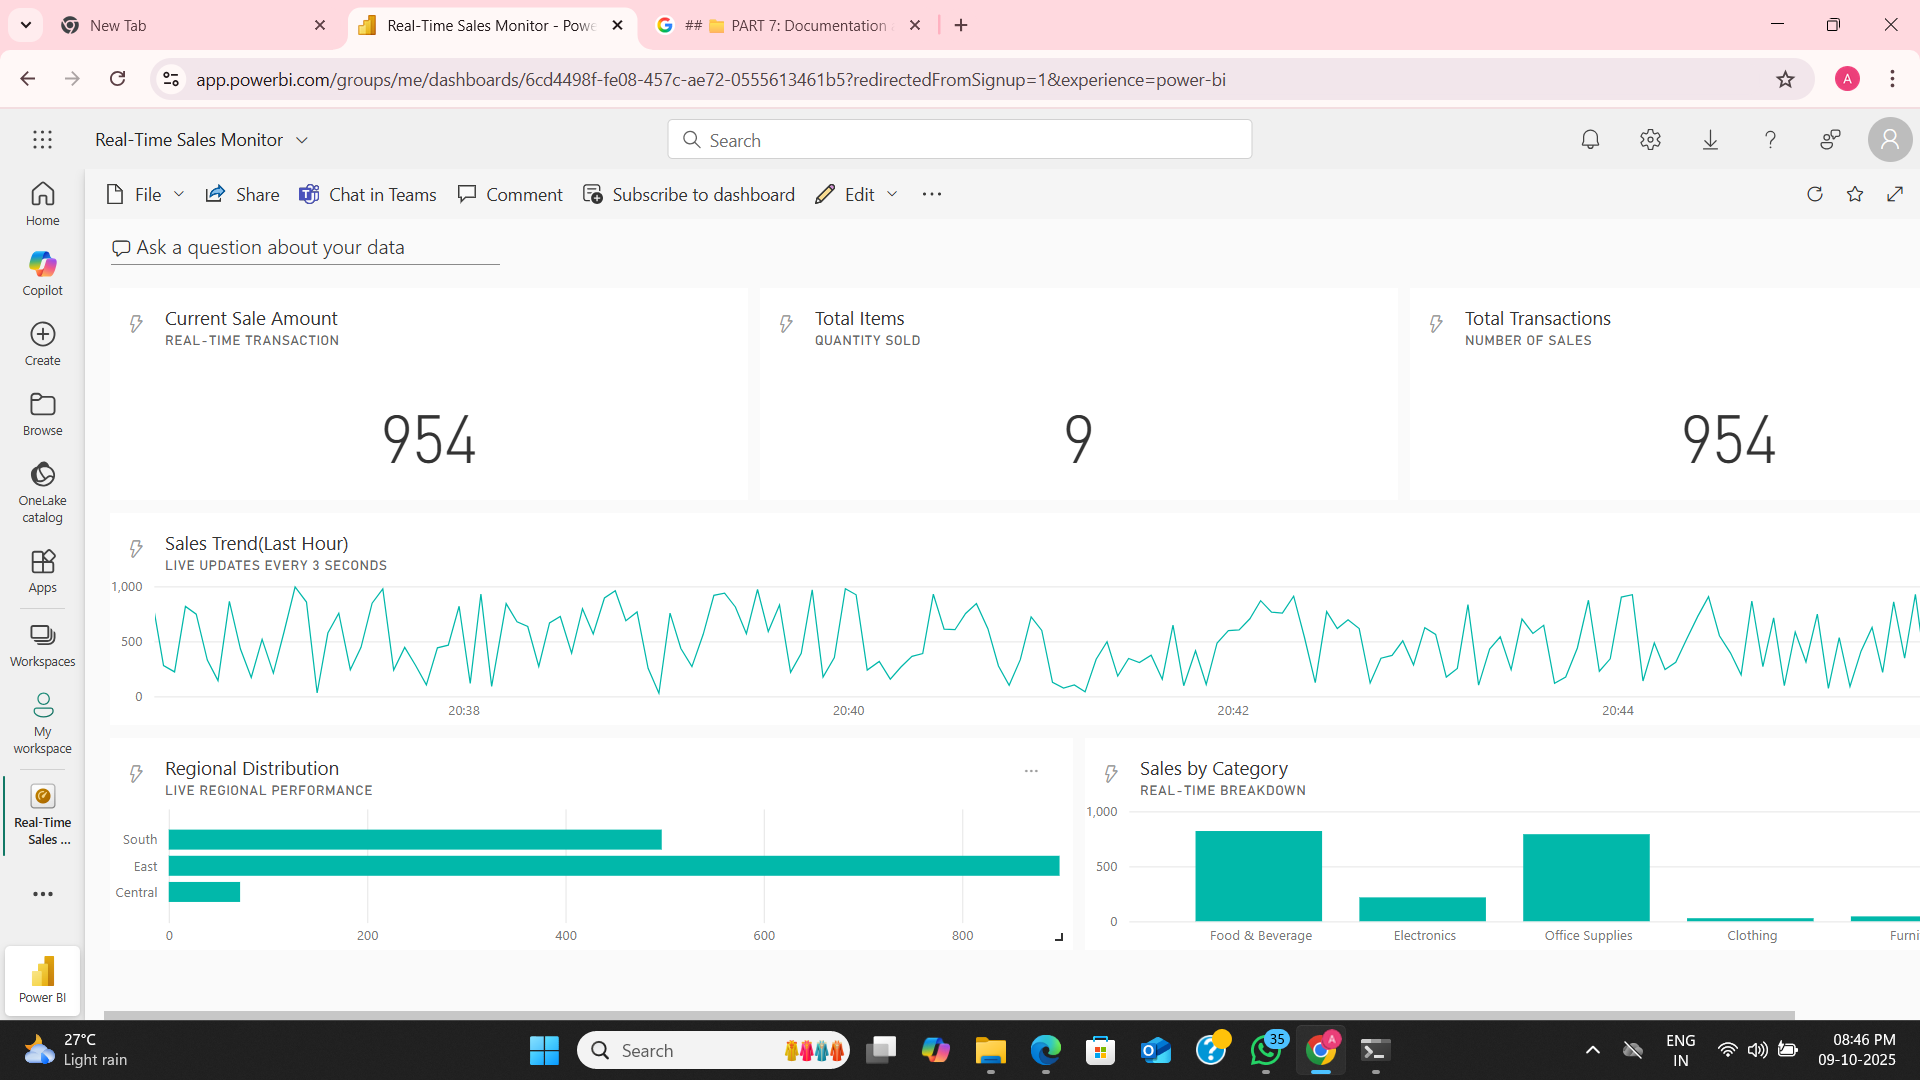 New Tab
Real-Time Sales Monitor - Powe
## 📁 PART 7: Documentation
app.powerbi.com/groups/me/dashboards/6cd4498f-fe08-457c-ae72-0555613461b5?redirectedFromSignup=1&experience=power-bi
A
Real-Time Sales Monitor
Search
File
Share
Chat in Teams
Comment
Subscribe to dashboard
Edit
Home
Copilot
Create
Browse
OneLake
catalog
Apps
Workspaces
My
workspace
Real-Time
Sales ...
Power BI
Ask a question about your data
Current Sale Amount
REAL-TIME TRANSACTION
954
Total Items
QUANTITY SOLD
9
Total Transactions
NUMBER OF SALES
954
Sales Trend(Last Hour)
LIVE UPDATES EVERY 3 SECONDS
1,000
500
0
20:38 20:40 20:42 20:44
Regional Distribution
LIVE REGIONAL PERFORMANCE
South
East
Central
0 200 400 600 800
Sales by Category
REAL-TIME BREAKDOWN
1,000
500
0
Food & Beverage Electronics Office Supplies Clothing Furni
27°C
Light rain
Search
35
A
ENG
IN
08:46 PM
09-10-2025